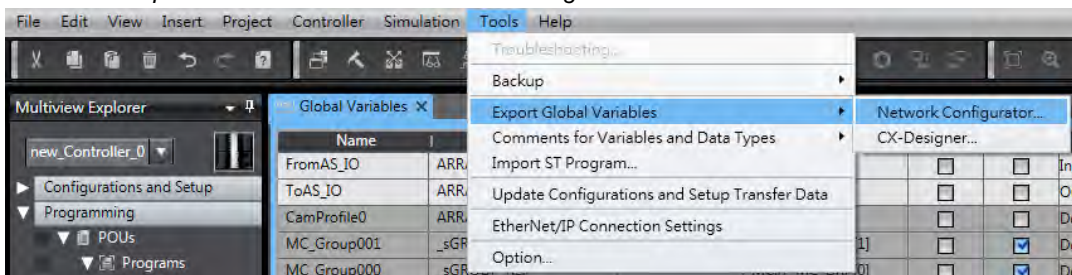 File Edit View Insert Project Controller Simulation Tools Help
Troubleshooting...
Backup
Multiview Explorer
Global Variables
Export Global Variables
Network Configurator...
Name
Comments for Variables and Data Types
CX-Designer...
new_Controller_0
FromAS_IO
ARR
Import ST Program...
In
Configurations and Setup
ToAS_IO
ARR
Update Configurations and Setup Transfer Data
Programming
CamProfile0
ARR
EtherNet/IP Connection Settings
POUs
MC_Group001
_sGR
1]
Option...
Programs
MC_Group000
0]